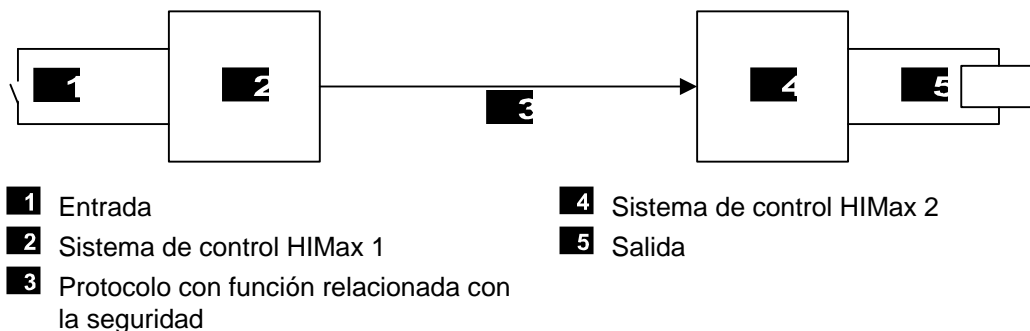 1
2
3
4
5
1 Entrada
2 Sistema de control HIMax 1
3 Protocolo con función relacionada con
la seguridad
4 Sistema de control HIMax 2
5 Salida